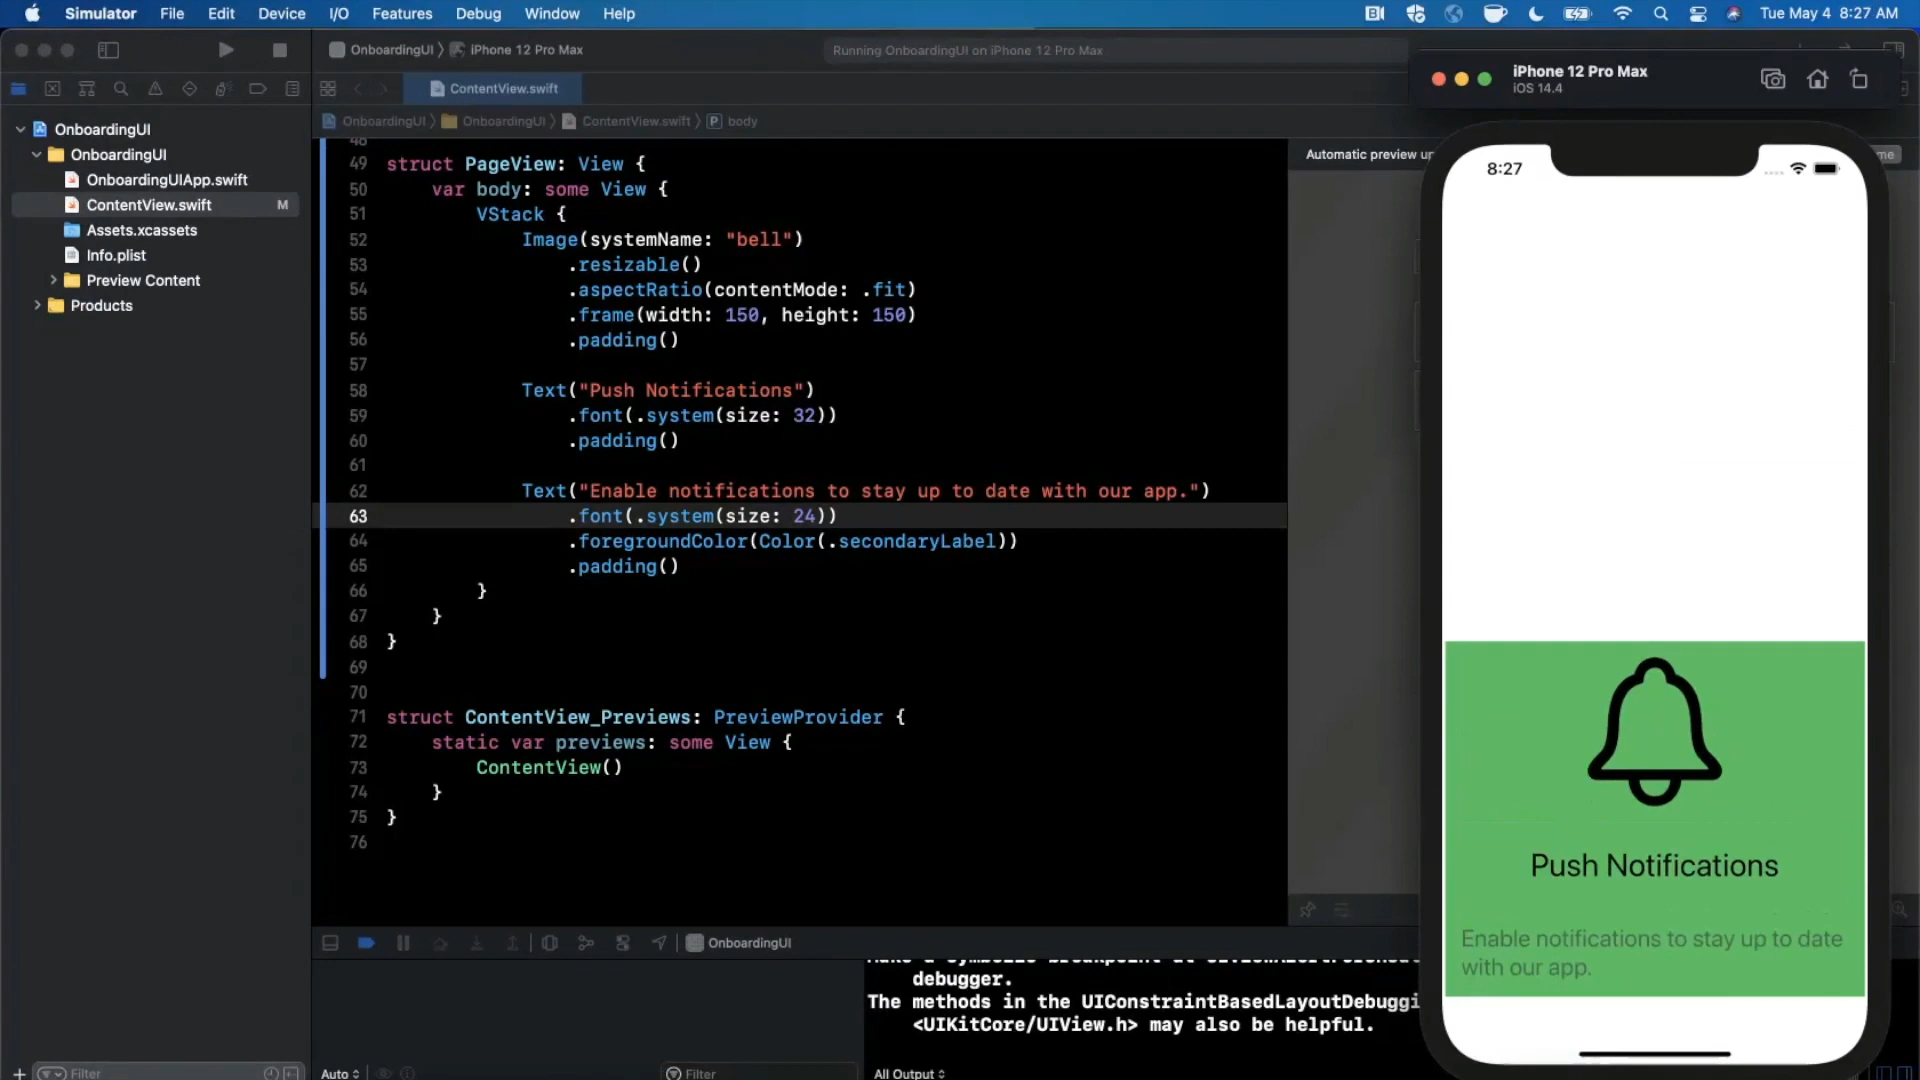 Simulator File Edit Device I/O Features Debug Window Help Tue May 4 8:27 AM
OnboardingUI iPhone 12 Pro Max Running OnboardingUI on iPhone 12 Pro Max
iPhone 12 Pro Max
iOS 14.4
ContentView.swift
OnboardingUI OnboardingUI ContentView.swift P body
OnboardingUI
OnboardingUI
OnboardingUIApp.swift
ContentView.swift M
Assets.xcassets
Info.plist
Preview Content
Products
Automatic preview up
8:27
48
49 struct PageView: View {
50 var body: some View {
51 VStack {
52 Image(systemName: "bell")
53 .resizable()
54 .aspectRatio(contentMode: .fit)
55 .frame(width: 150, height: 150)
56 .padding()
57
58 Text("Push Notifications")
59 .font(.system(size: 32))
60 .padding()
61
62 Text("Enable notifications to stay up to date with our app.")
63 .font(.system(size: 24))
64 .foregroundColor(Color(.secondaryLabel))
65 .padding()
66 }
67 }
68 }
69
70
71 struct ContentView_Previews: PreviewProvider {
72 static var previews: some View {
73 ContentView()
74 }
75 }
76
Push Notifications
Enable notifications to stay up to date
with our app.
OnboardingUI
debugger.
The methods in the UIConstraintBasedLayoutDebuggi
<UIKitCore/UIView.h> may also be helpful.
Filter Auto Filter All Output